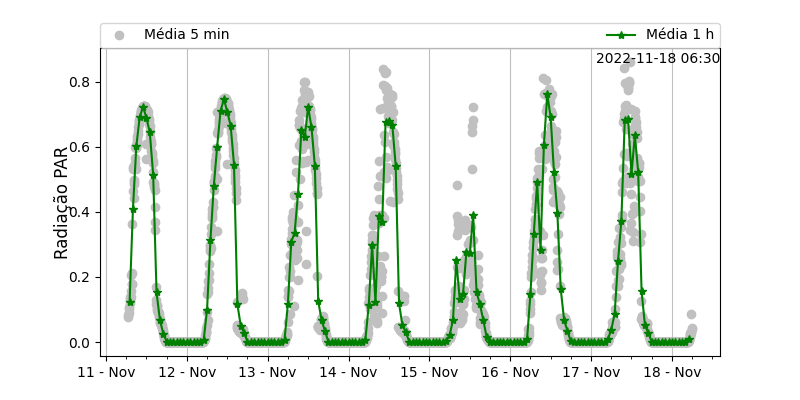 Média 5 min
Média 1 h
2022-11-18 06:30
Radiação PAR
0.8
0.6
0.4
0.2
0.0
11 - Nov
12 - Nov
13 - Nov
14 - Nov
15 - Nov
16 - Nov
17 - Nov
18 - Nov